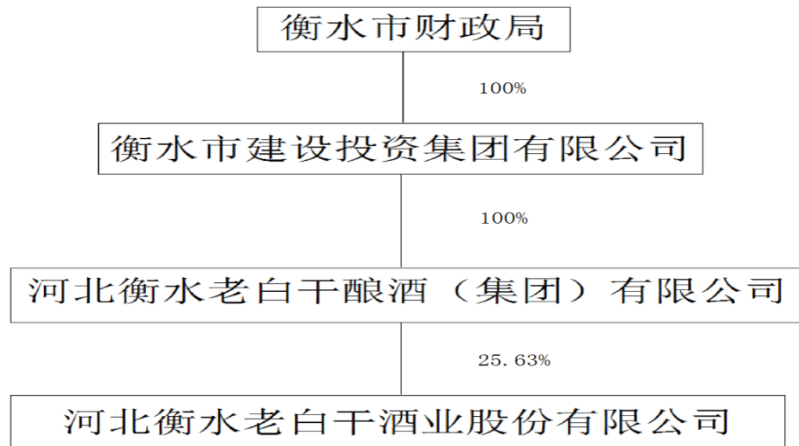 衡水市财政局
100%
衡水市建设投资集团有限公司
100%
河北衡水老白干酿酒（集团）有限公司
25.63%
河北衡水老白干酒业股份有限公司